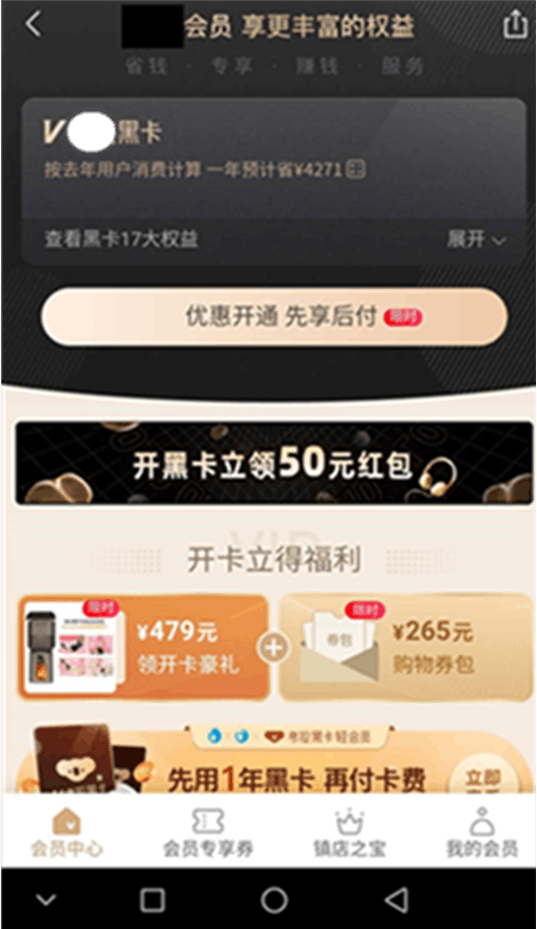 会员 享更丰富的权益
省钱 · 专享 · 赚钱 · 服务
V 黑卡
按去年用户消费计算 一年预计省¥4271
查看黑卡17大权益
展开
优惠开通 先享后付 限时
开黑卡立领50元红包
VIP
开卡立得福利
限时
¥479元
领开卡豪礼
限时
券包
¥265元
购物券包
考拉黑卡轻会员
先用1年黑卡 再付卡费
立即
会员中心
会员专享券
镇店之宝
我的会员